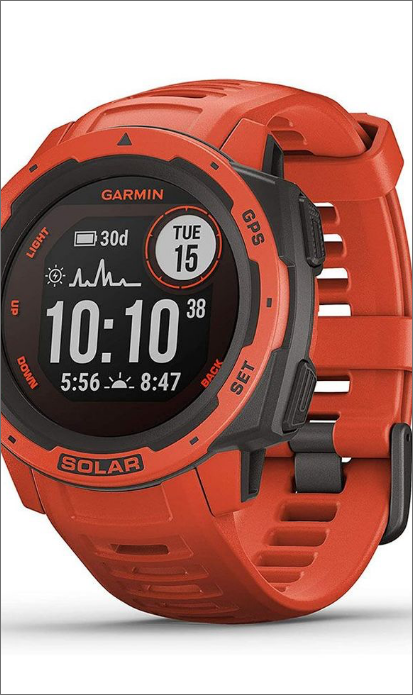 GARMIN
GPS
LIGHT
30d
TUE
15
UP
10:10 38
DOWN
5:56 8:47
BACK
SET
SOLAR